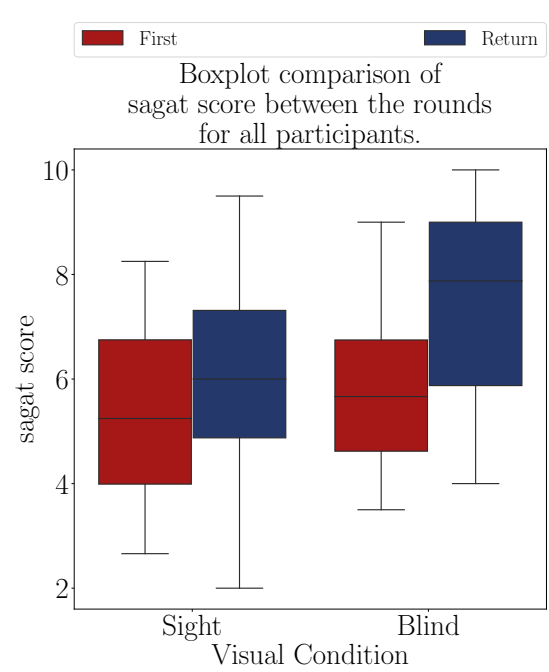 First
Return
Boxplot comparison of
sagat score between the rounds
for all participants.
10
8
6
4
2
sagat score
Sight
Blind
Visual Condition